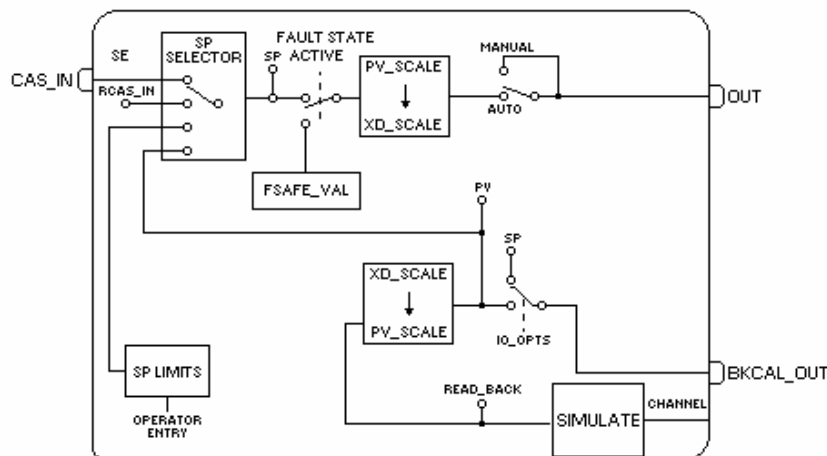 SE
SP
SELECTOR
CAS_IN
RCAS_IN
SP
FAULT STATE
ACTIVE
PV_SCALE
XD_SCALE
MANUAL
AUTO
OUT
FSAFE_VAL
PV
SP
XD_SCALE
PV_SCALE
IO_OPTS
SP LIMITS
OPERATOR
ENTRY
READ_BACK
SIMULATE
CHANNEL
BKCAL_OUT